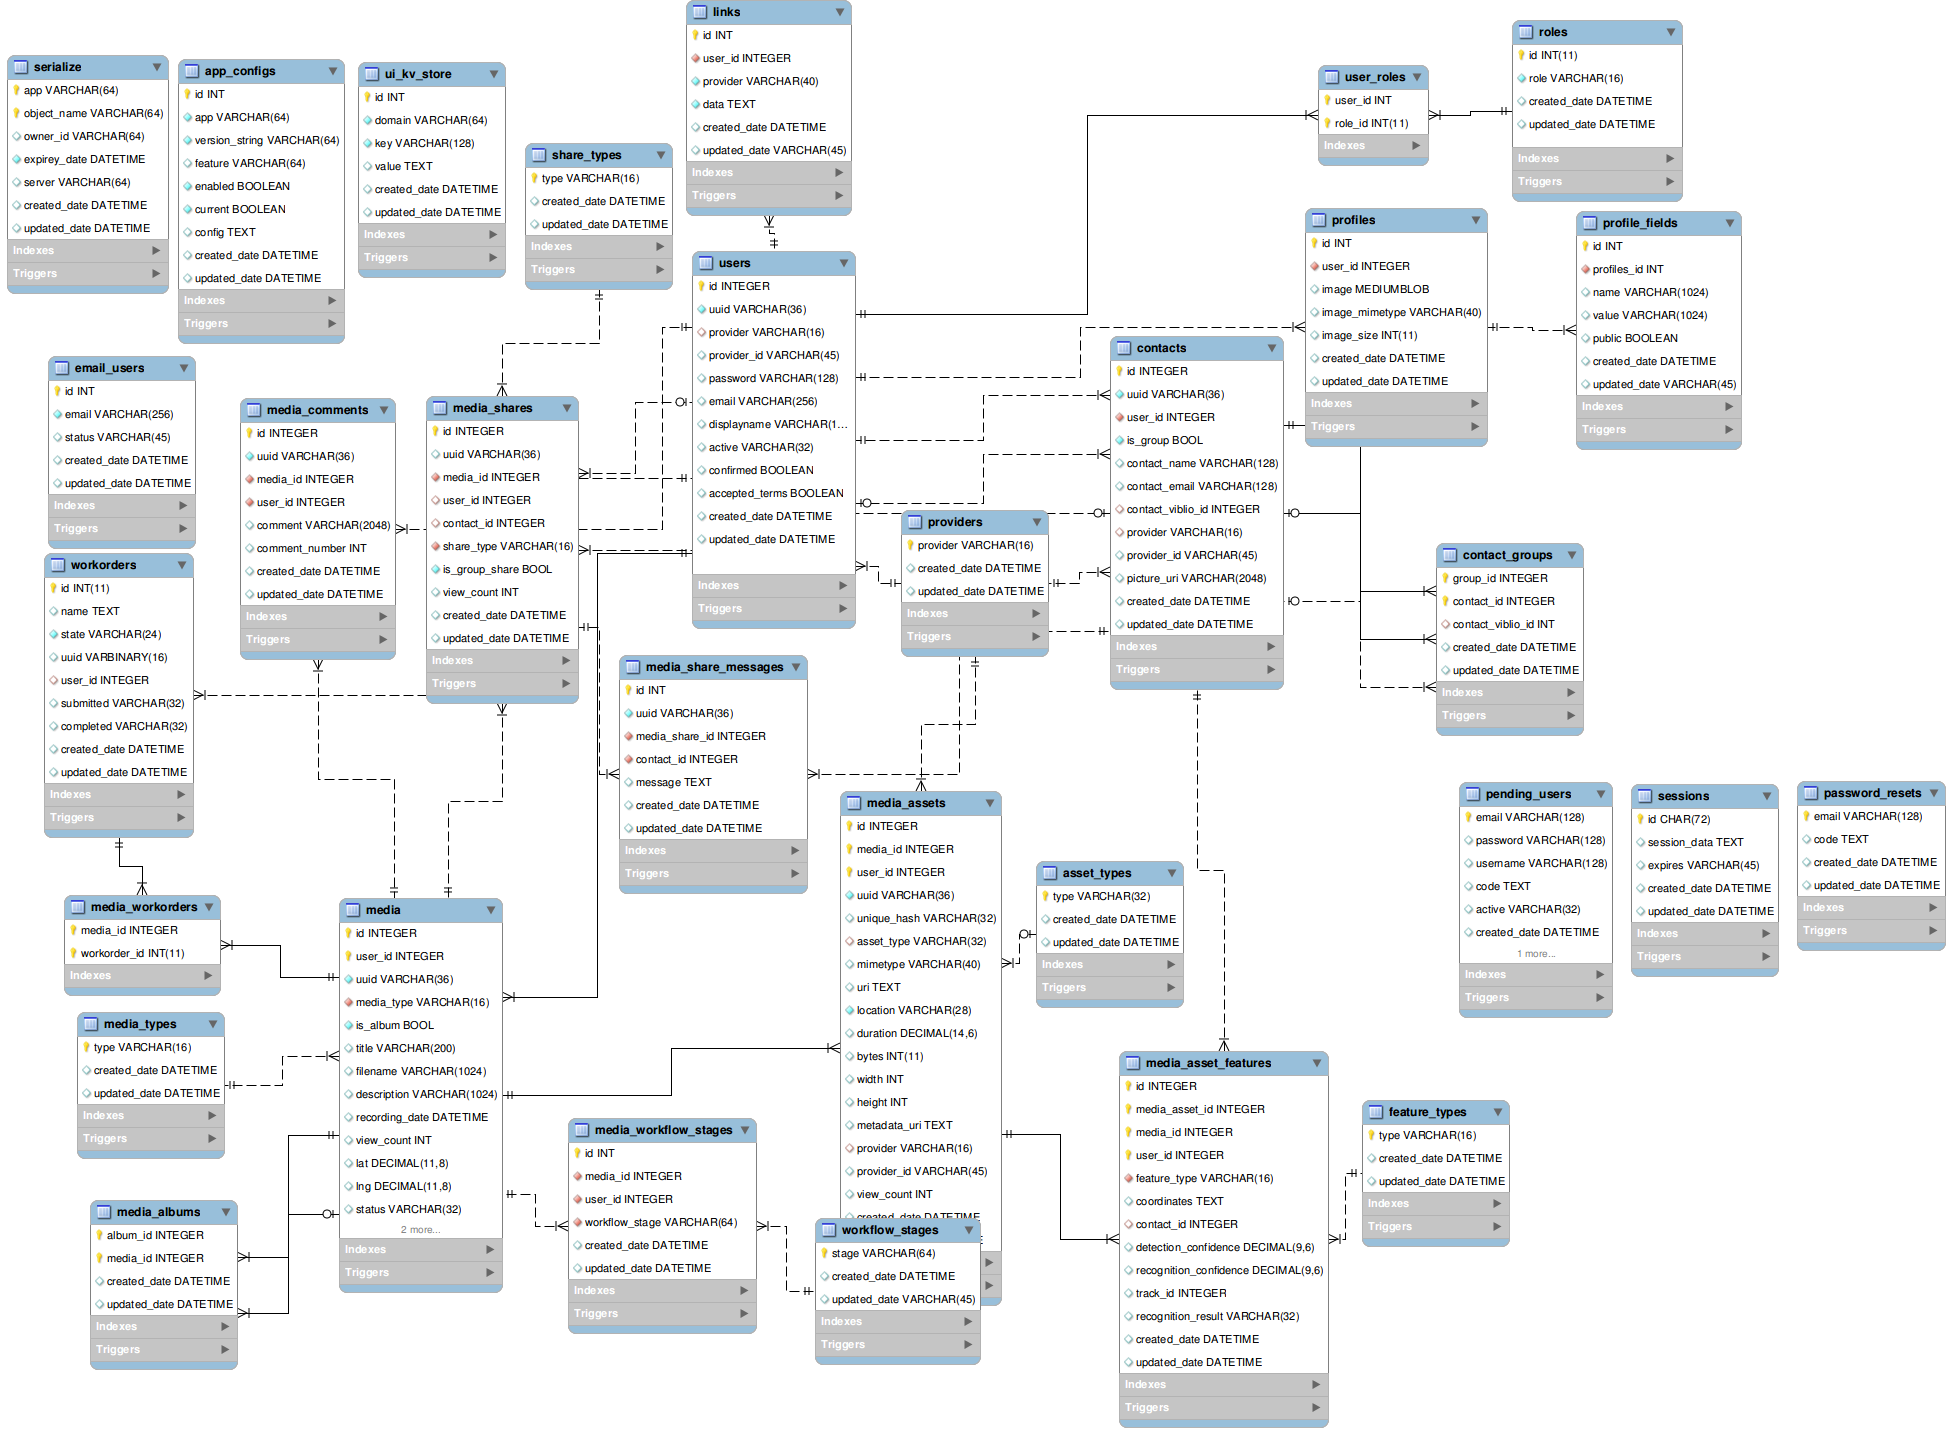 links
id INT
user_id INTEGER
provider VARCHAR(40)
data TEXT
created_date DATETIME
updated_date VARCHAR(45)
Indexes
Triggers
roles
id INT(11)
role VARCHAR(16)
created_date DATETIME
updated_date DATETIME
Indexes
Triggers
serialize
app VARCHAR(64)
object_name VARCHAR(64)
owner_id VARCHAR(64)
expirey_date DATETIME
server VARCHAR(64)
created_date DATETIME
updated_date DATETIME
Indexes
Triggers
app_configs
id INT
app VARCHAR(64)
version_string VARCHAR(64)
feature VARCHAR(64)
enabled BOOLEAN
current BOOLEAN
config TEXT
created_date DATETIME
updated_date DATETIME
Indexes
Triggers
ui_kv_store
id INT
domain VARCHAR(64)
key VARCHAR(128)
value TEXT
created_date DATETIME
updated_date DATETIME
Indexes
Triggers
user_roles
user_id INT
role_id INT(11)
Indexes
share_types
type VARCHAR(16)
created_date DATETIME
updated_date DATETIME
Indexes
Triggers
profiles
id INT
user_id INTEGER
image MEDIUMBLOB
image_mimetype VARCHAR(40)
image_size INT(11)
created_date DATETIME
updated_date DATETIME
Indexes
Triggers
profile_fields
id INT
profiles_id INT
name VARCHAR(1024)
value VARCHAR(1024)
public BOOLEAN
created_date DATETIME
updated_date VARCHAR(45)
Indexes
Triggers
users
id INTEGER
uuid VARCHAR(36)
provider VARCHAR(16)
provider_id VARCHAR(45)
password VARCHAR(128)
email VARCHAR(256)
displayname VARCHAR(1...
active VARCHAR(32)
confirmed BOOLEAN
accepted_terms BOOLEAN
created_date DATETIME
updated_date DATETIME
Indexes
Triggers
contacts
id INTEGER
uuid VARCHAR(36)
user_id INTEGER
is_group BOOL
contact_name VARCHAR(128)
contact_email VARCHAR(128)
contact_viblio_id INTEGER
provider VARCHAR(16)
provider_id VARCHAR(45)
picture_uri VARCHAR(2048)
created_date DATETIME
updated_date DATETIME
Indexes
Triggers
email_users
id INT
email VARCHAR(256)
status VARCHAR(45)
created_date DATETIME
updated_date DATETIME
Indexes
Triggers
media_comments
id INTEGER
uuid VARCHAR(36)
media_id INTEGER
user_id INTEGER
comment VARCHAR(2048)
comment_number INT
created_date DATETIME
updated_date DATETIME
Indexes
Triggers
media_shares
id INTEGER
uuid VARCHAR(36)
media_id INTEGER
user_id INTEGER
contact_id INTEGER
share_type VARCHAR(16)
is_group_share BOOL
view_count INT
created_date DATETIME
updated_date DATETIME
Indexes
Triggers
providers
provider VARCHAR(16)
created_date DATETIME
updated_date DATETIME
Indexes
Triggers
contact_groups
group_id INTEGER
contact_id INTEGER
contact_viblio_id INT
created_date DATETIME
updated_date DATETIME
Indexes
Triggers
workorders
id INT(11)
name TEXT
state VARCHAR(24)
uuid VARBINARY(16)
user_id INTEGER
submitted VARCHAR(32)
completed VARCHAR(32)
created_date DATETIME
updated_date DATETIME
Indexes
Triggers
media_share_messages
id INT
uuid VARCHAR(36)
media_share_id INTEGER
contact_id INTEGER
message TEXT
created_date DATETIME
updated_date DATETIME
Indexes
Triggers
pending_users
email VARCHAR(128)
password VARCHAR(128)
username VARCHAR(128)
code TEXT
active VARCHAR(32)
created_date DATETIME
1 more...
Indexes
Triggers
sessions
id CHAR(72)
session_data TEXT
expires VARCHAR(45)
created_date DATETIME
updated_date DATETIME
Indexes
Triggers
password_resets
email VARCHAR(128)
code TEXT
created_date DATETIME
updated_date DATETIME
Indexes
Triggers
media_assets
id INTEGER
media_id INTEGER
user_id INTEGER
uuid VARCHAR(36)
unique_hash VARCHAR(32)
asset_type VARCHAR(32)
mimetype VARCHAR(40)
uri TEXT
location VARCHAR(28)
duration DECIMAL(14,6)
bytes INT(11)
width INT
height INT
metadata_uri TEXT
provider VARCHAR(16)
provider_id VARCHAR(45)
view_count INT
created_date DATETIME
asset_types
type VARCHAR(32)
created_date DATETIME
updated_date DATETIME
Indexes
Triggers
media_workorders
media_id INTEGER
workorder_id INT(11)
Indexes
media
id INTEGER
user_id INTEGER
uuid VARCHAR(36)
media_type VARCHAR(16)
is_album BOOL
title VARCHAR(200)
filename VARCHAR(1024)
description VARCHAR(1024)
recording_date DATETIME
view_count INT
lat DECIMAL(11,8)
lng DECIMAL(11,8)
status VARCHAR(32)
2 more...
Indexes
Triggers
media_types
type VARCHAR(16)
created_date DATETIME
updated_date DATETIME
Indexes
Triggers
media_asset_features
id INTEGER
media_asset_id INTEGER
media_id INTEGER
user_id INTEGER
feature_type VARCHAR(16)
coordinates TEXT
contact_id INTEGER
detection_confidence DECIMAL(9,6)
recognition_confidence DECIMAL(9,6)
track_id INTEGER
recognition_result VARCHAR(32)
created_date DATETIME
updated_date DATETIME
Indexes
Triggers
feature_types
type VARCHAR(16)
created_date DATETIME
updated_date DATETIME
Indexes
Triggers
media_workflow_stages
id INT
media_id INTEGER
user_id INTEGER
workflow_stage VARCHAR(64)
created_date DATETIME
updated_date DATETIME
Indexes
Triggers
media_albums
album_id INTEGER
media_id INTEGER
created_date DATETIME
updated_date DATETIME
Indexes
Triggers
workflow_stages
stage VARCHAR(64)
created_date DATETIME
updated_date VARCHAR(45)
Indexes
Triggers